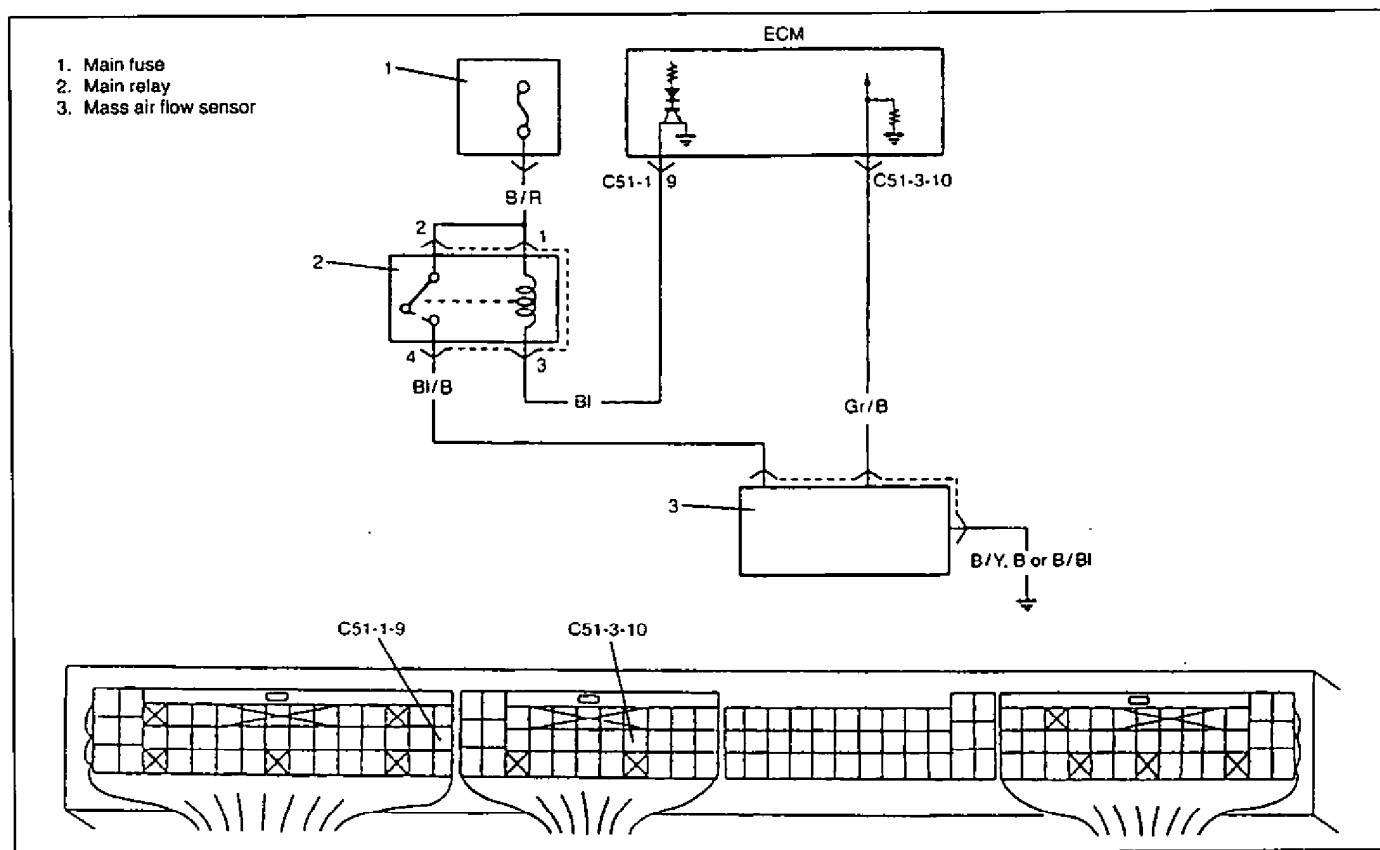 ECM
1. Main fuse
2. Main relay
3. Mass air flow sensor
1
C51-1 9
C51-3-10
B/R
2
1
2
4
3
Bl/B
Bl
Gr/B
3
B/Y, B or B/Bl
C51-1-9
C51-3-10